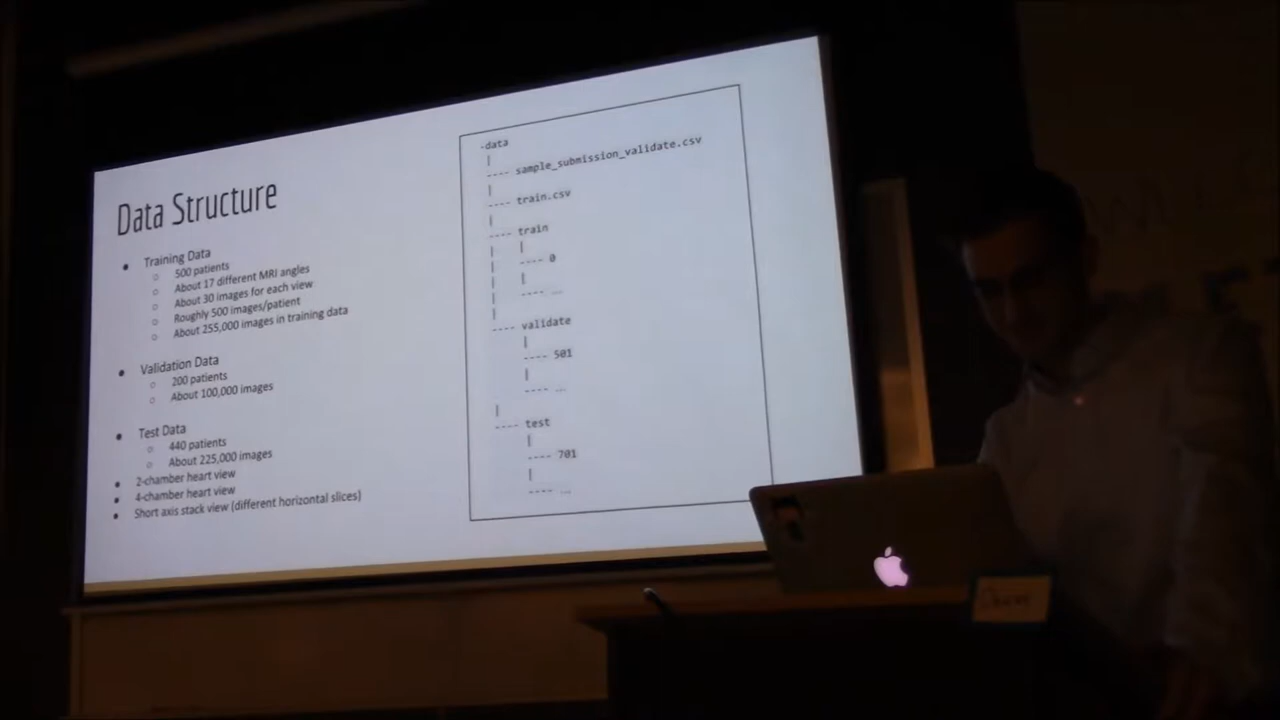 Data Structure
● Training Data
○ 500 patients
○ About 17 different MRI angles
○ About 30 images for each view
○ Roughly 500 images/patient
○ About 255,000 images in training data
● Validation Data
○ 200 patients
○ About 100,000 images
● Test Data
○ 440 patients
○ About 225,000 images
● 2-chamber heart view
● 4-chamber heart view
● Short axis stack view (different horizontal slices)
-data
|
---- sample_submission_validate.csv
|
---- train.csv
|
---- train
|     |
|     ---- 0
|     |
|     ---- ...
|
---- validate
      |
      ---- 501
      |
      ---- ...
|
---- test
      |
      ---- 701
      |
      ---- ...